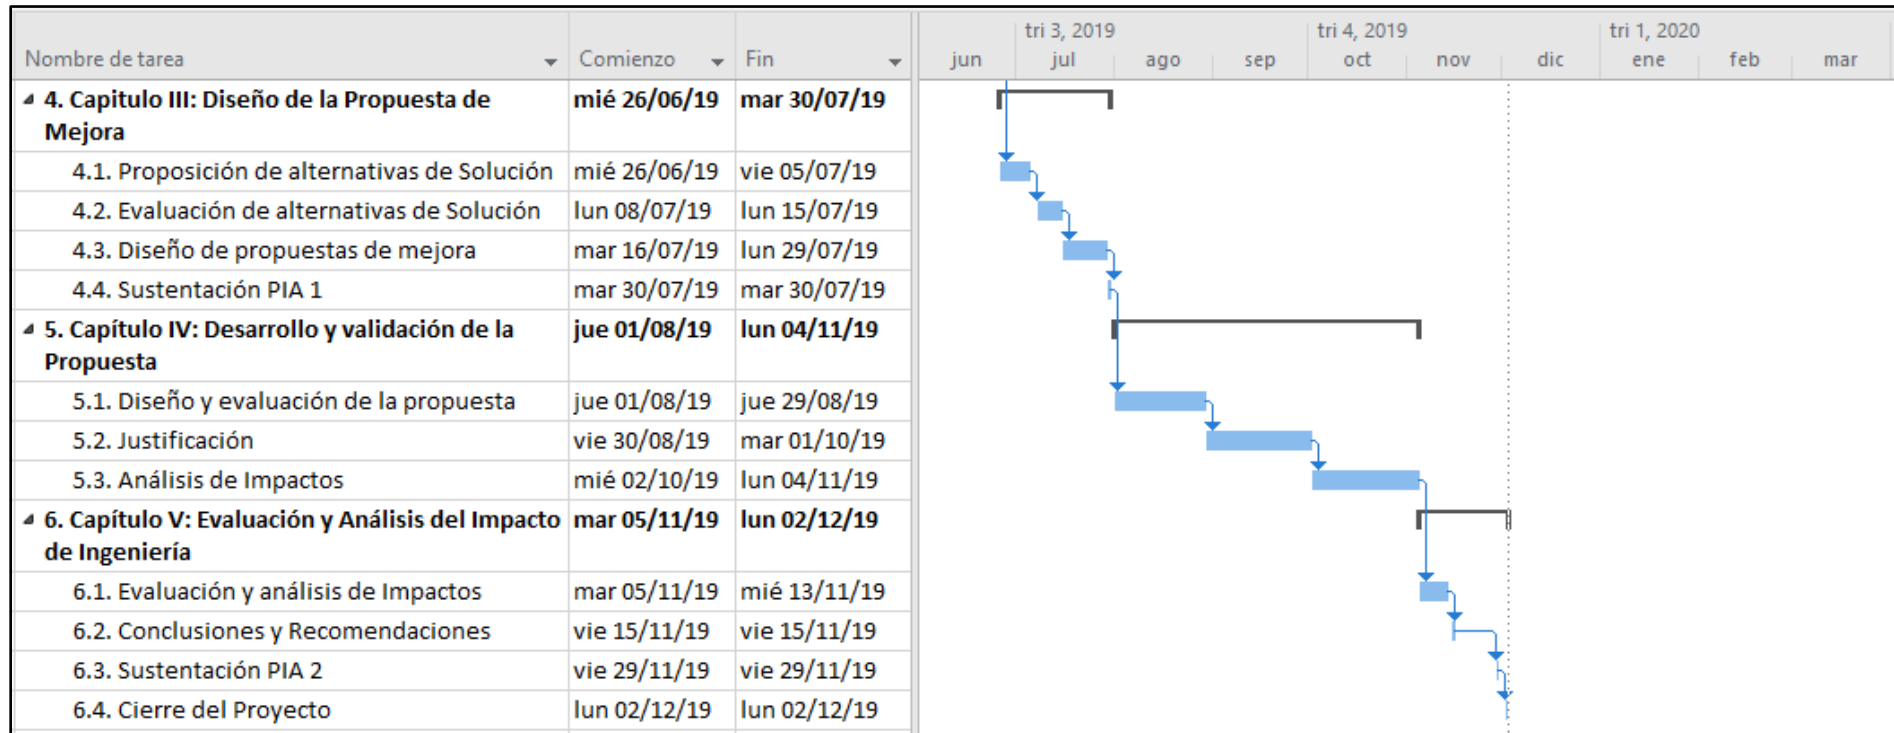 tri 3, 2019 tri 4, 2019 tri 1, 2020
Nombre de tarea Comienzo Fin jun jul ago sep oct nov dic ene feb mar
4. Capitulo III: Diseño de la Propuesta de mié 26/06/19 mar 30/07/19
Mejora
4.1. Proposición de alternativas de Solución mié 26/06/19 vie 05/07/19
4.2. Evaluación de alternativas de Solución lun 08/07/19 lun 15/07/19
4.3. Diseño de propuestas de mejora mar 16/07/19 lun 29/07/19
4.4. Sustentación PIA 1 mar 30/07/19 mar 30/07/19
5. Capítulo IV: Desarrollo y validación de la jue 01/08/19 lun 04/11/19
Propuesta
5.1. Diseño y evaluación de la propuesta jue 01/08/19 jue 29/08/19
5.2. Justificación vie 30/08/19 mar 01/10/19
5.3. Análisis de Impactos mié 02/10/19 lun 04/11/19
6. Capítulo V: Evaluación y Análisis del Impacto mar 05/11/19 lun 02/12/19
de Ingeniería
6.1. Evaluación y análisis de Impactos mar 05/11/19 mié 13/11/19
6.2. Conclusiones y Recomendaciones vie 15/11/19 vie 15/11/19
6.3. Sustentación PIA 2 vie 29/11/19 vie 29/11/19
6.4. Cierre del Proyecto lun 02/12/19 lun 02/12/19